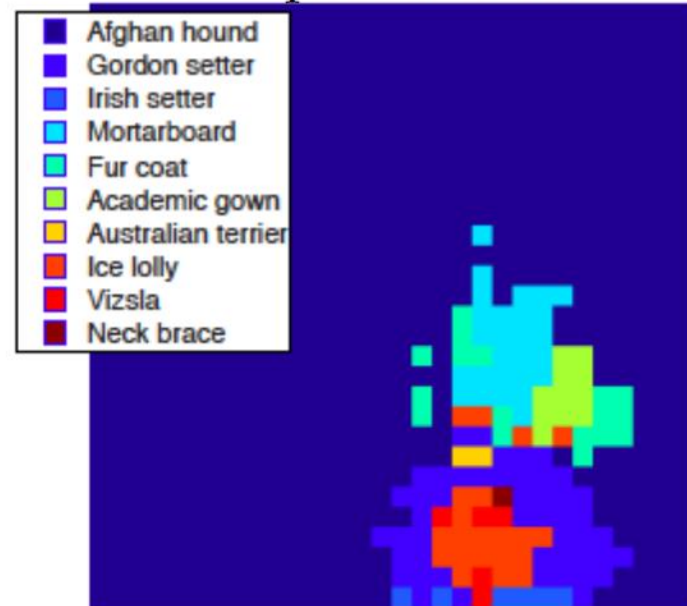 Afghan hound
Gordon setter
Irish setter
Mortarboard
Fur coat
Academic gown
Australian terrier
Ice lolly
Vizsla
Neck brace